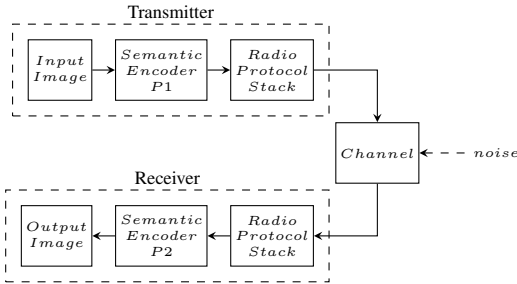 Transmitter
Input
Image
Semantic
Encoder
P1
Radio
Protocol
Stack
Channel
noise
Receiver
Output
Image
Semantic
Encoder
P2
Radio
Protocol
Stack